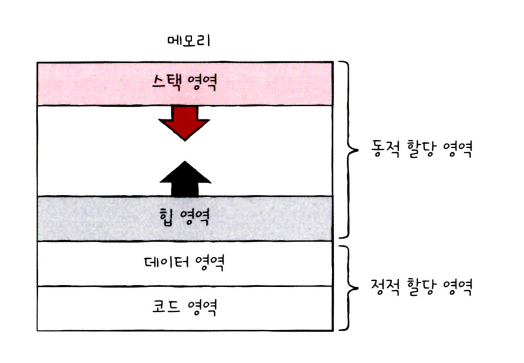 메모리
스택 영역
동적 할당 영역
힙 영역
데이터 영역
정적 할당 영역
코드 영역